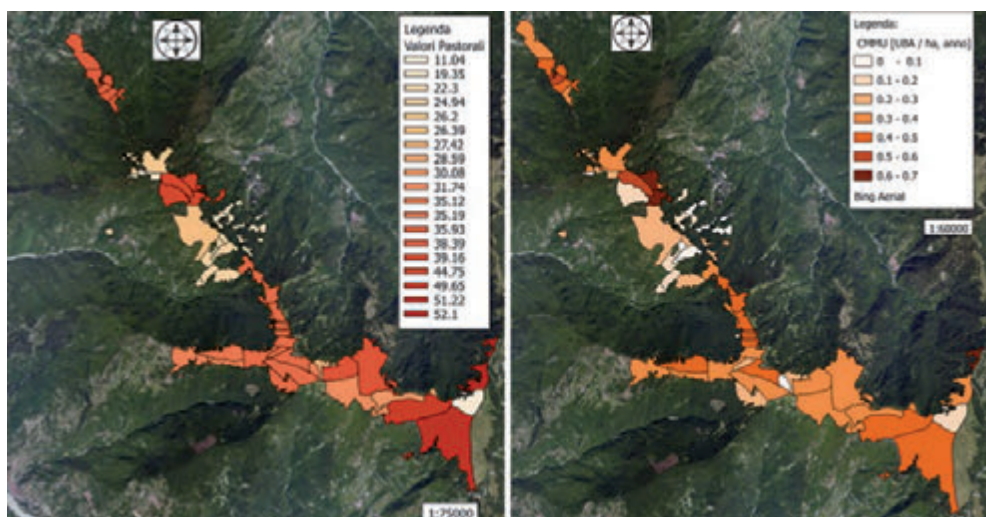 Legenda
Valori Pastorali
11.04
19.35
22.3
24.94
26.2
26.39
27.42
28.59
30.08
31.74
35.12
35.19
35.93
38.39
39.16
44.75
49.65
51.22
52.1
1:75000
Legenda:
CMMU [UBA / ha, anno]
0 - 0.1
0.1 - 0.2
0.2 - 0.3
0.3 - 0.4
0.4 - 0.5
0.5 - 0.6
0.6 - 0.7
Bing Aerial
1:60000